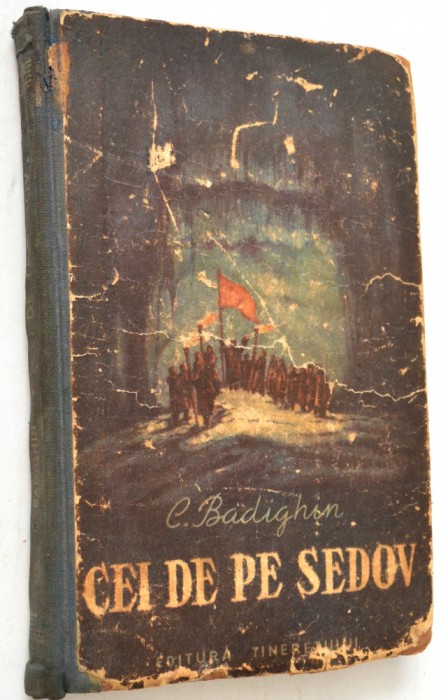 C. Badighin
CEI DE PE SEDOV
EDITURA TINERETULUI